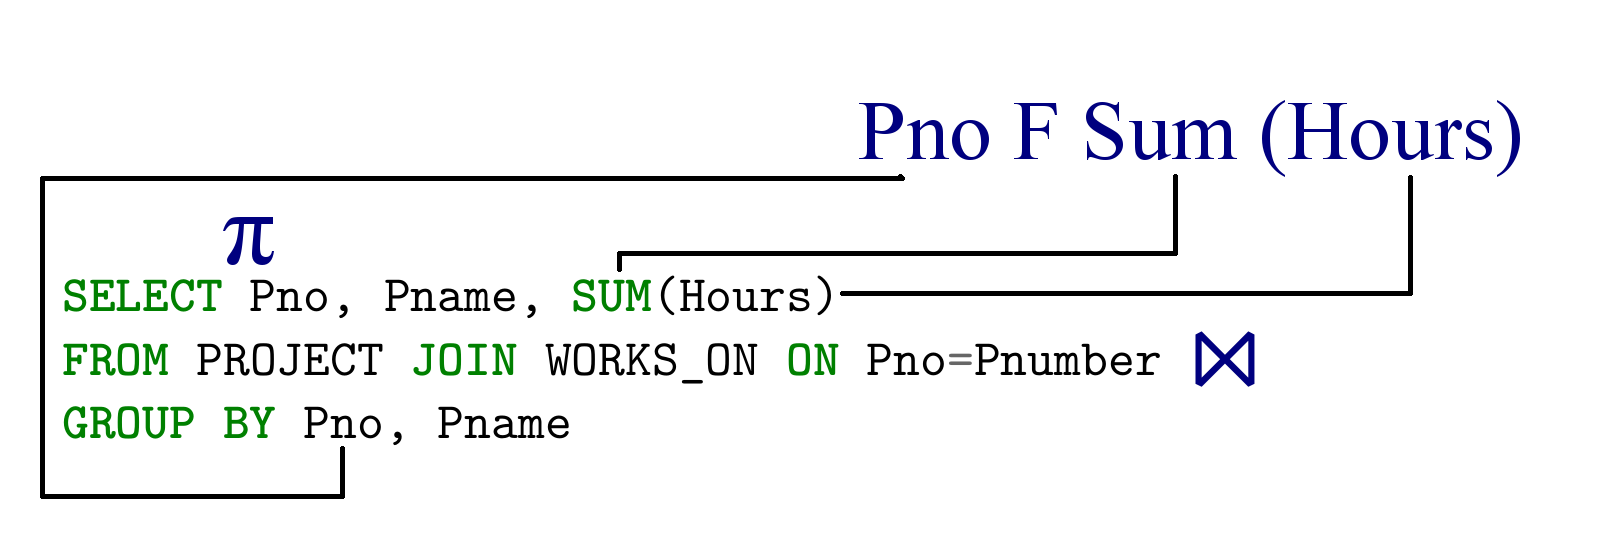 Pno F Sum (Hours)
π
SELECT Pno, Pname, SUM(Hours)
FROM PROJECT JOIN WORKS_ON ON Pno=Pnumber ⋈
GROUP BY Pno, Pname